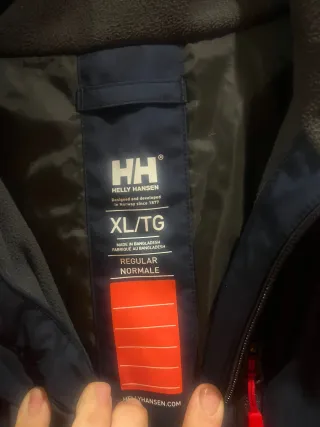 HH®
HELLY HANSEN
Designed and developed
in Norway since 1877
XL/TG
MADE IN BANGLADESH
FABRIQUÉ AU BANGLADESH
REGULAR
NORMALE
HELLYHANSEN.COM